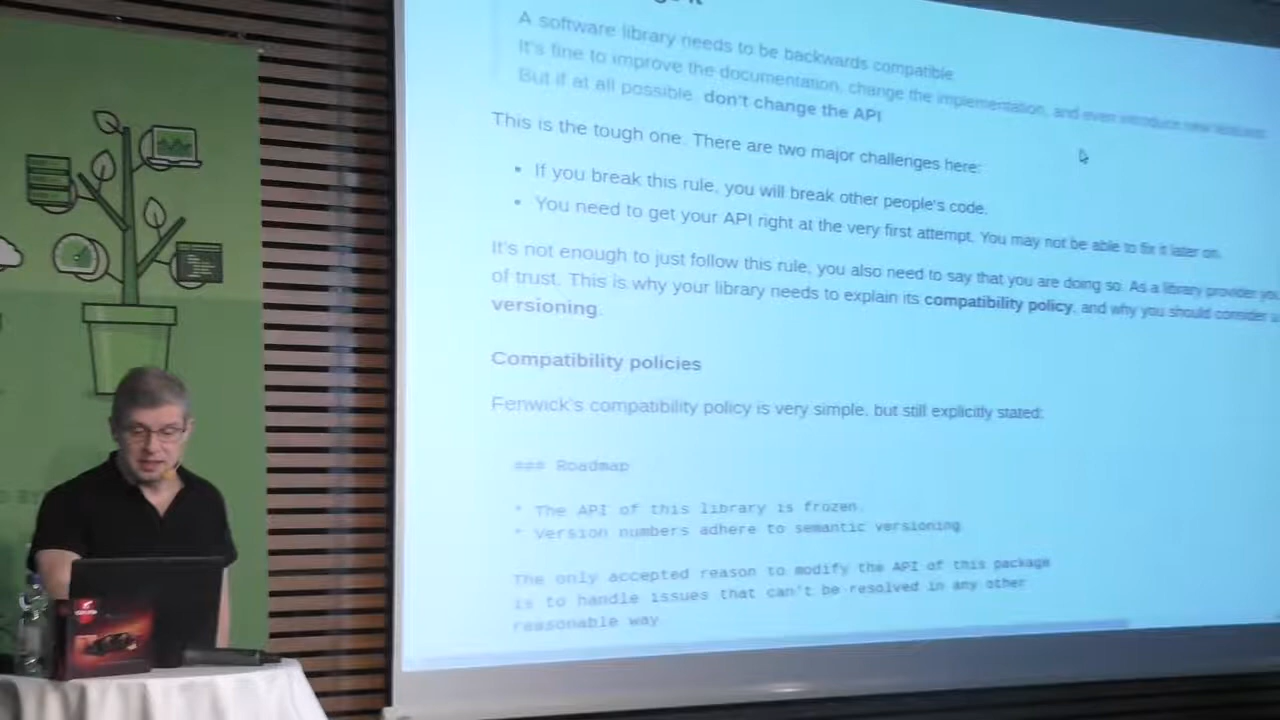 A software library needs to be backwards compatible.
It's fine to improve the documentation, change the implementation, and even introduce new
But if at all possible, don't change the API
This is the tough one. There are two major challenges here:
• If you break this rule, you will break other people's code.
• You need to get your API right at the very first attempt. You may not be able to fix it later on.
It's not enough to just follow this rule, you also need to say that you are doing so. As a library provider you
of trust. This is why your library needs to explain its compatibility policy, and why you should consider
versioning.
Compatibility policies
Fenwick's compatibility policy is very simple, but still explicitly stated:
### Roadmap
* The API of this library is frozen.
* Version numbers adhere to semantic versioning
The only accepted reason to modify the API of this package
is to handle issues that can't be resolved in any other
reasonable way